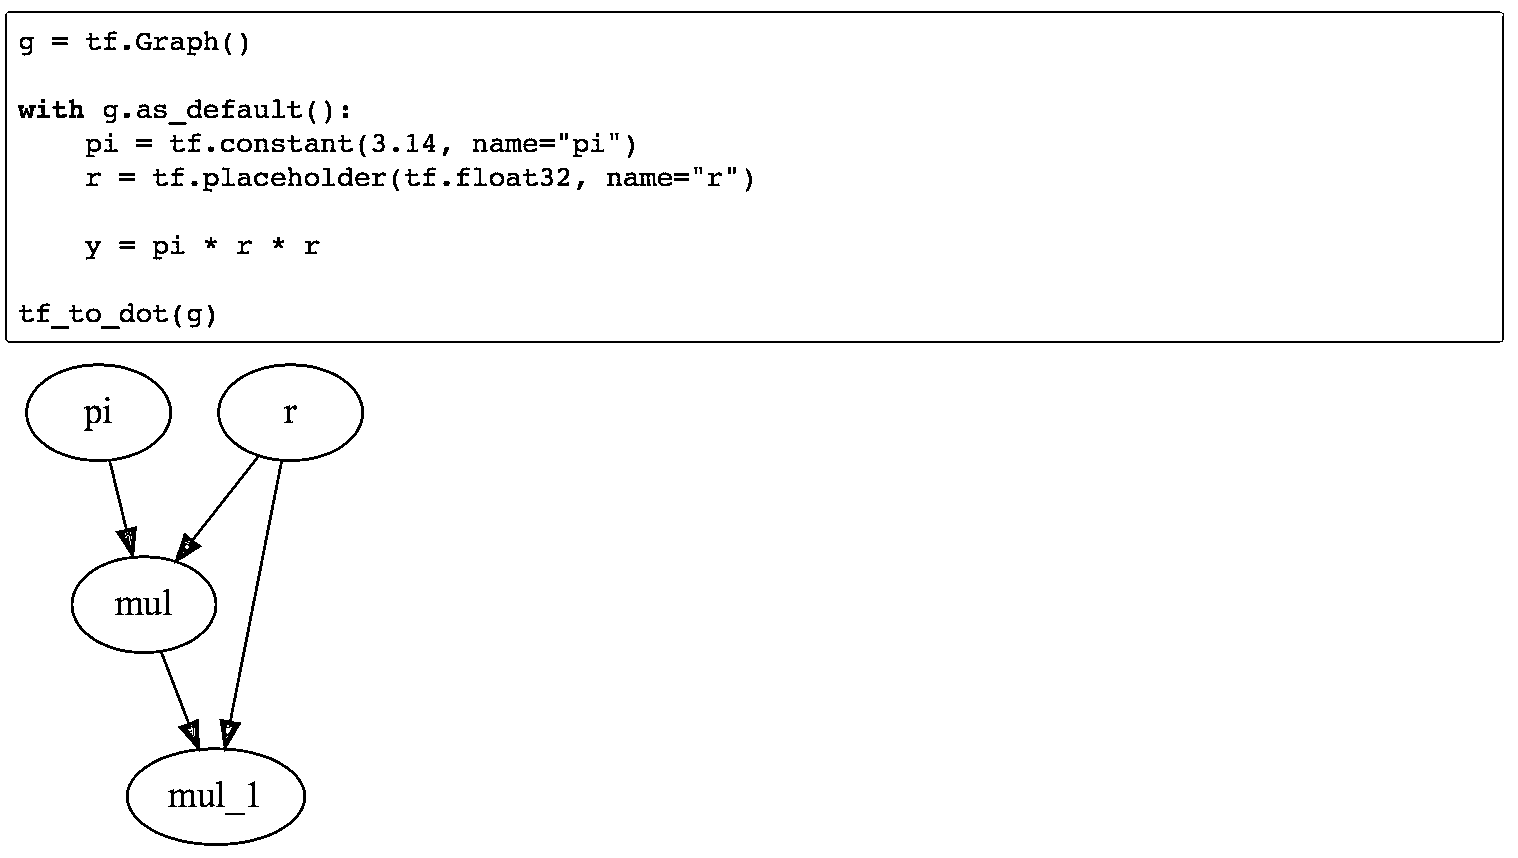 g = tf.Graph()
with g.as_default():
pi = tf.constant(3.14, name="pi")
r = tf.placeholder(tf.float32, name="r")
y = pi * r * r
tf_to_dot(g)
pi r
mul
mul_1